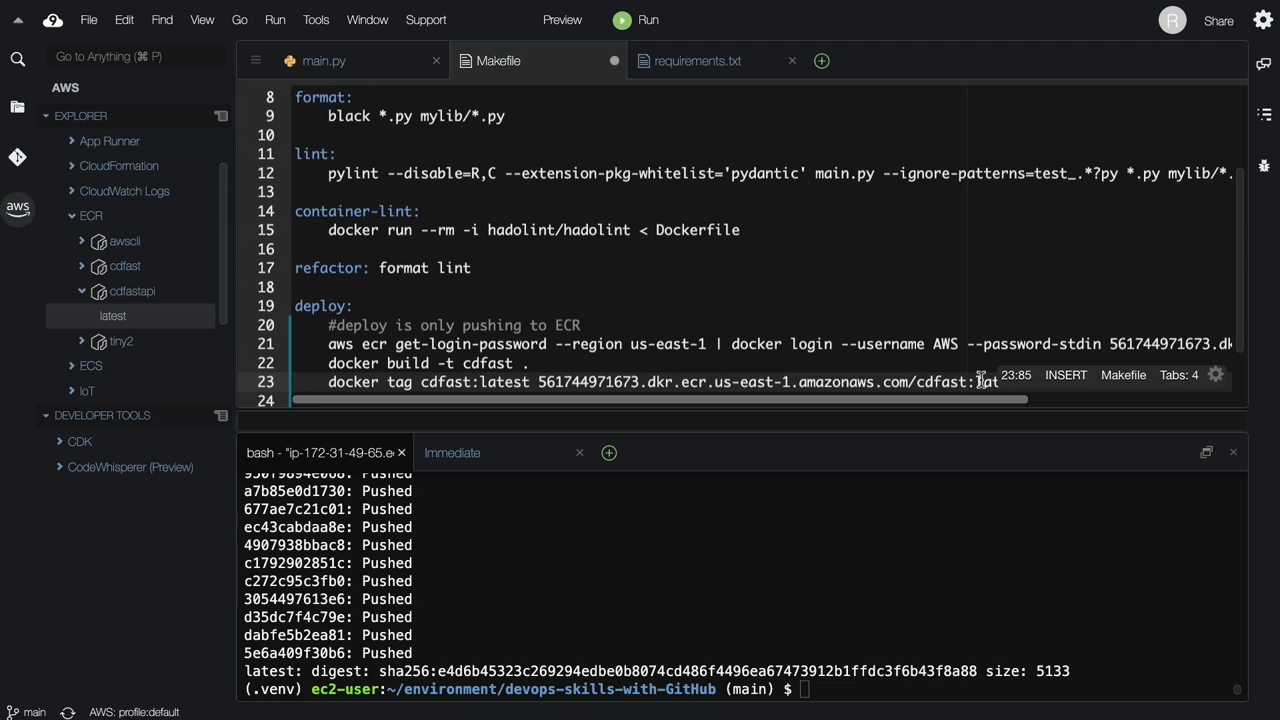 File Edit Find View Go Run Tools Window Support Preview Run R Share
Go to Anything (⌘ P)
main.py Makefile requirements.txt
AWS
aws
EXPLORER
App Runner
CloudFormation
CloudWatch Logs
ECR
awscli
cdfast
cdfastapi
latest
tiny2
ECS
IoT
DEVELOPER TOOLS
CDK
CodeWhisperer (Preview)
8 format:
9 black *.py mylib/*.py
10
11 lint:
12 pylint --disable=R,C --extension-pkg-whitelist='pydantic' main.py --ignore-patterns=test_.*?py *.py mylib/*.
13
14 container-lint:
15 docker run --rm -i hadolint/hadolint < Dockerfile
16
17 refactor: format lint
18
19 deploy:
20 #deploy is only pushing to ECR
21 aws ecr get-login-password --region us-east-1 | docker login --username AWS --password-stdin 561744971673.dk
22 docker build -t cdfast .
23 docker tag cdfast:latest 561744971673.dkr.ecr.us-east-1.amazonaws.com/cdfast:lat
24
23:85 INSERT Makefile Tabs: 4
bash - "ip-172-31-49-65.e Immediate
950f9894e068: Pushed
a7b85e0d1730: Pushed
677ae7c21c01: Pushed
ec43cabdaa8e: Pushed
4907938bbac8: Pushed
c1792902851c: Pushed
c272c95c3fb0: Pushed
3054497613e6: Pushed
d35dc7f4c79e: Pushed
dabfe5b2ea81: Pushed
5e6a409f30b6: Pushed
latest: digest: sha256:e4d6b45323c269294edbe0b8074cd486f4496ea67473912b1ffdc3f6b43f8a88 size: 5133
(.venv) ec2-user:~/environment/devops-skills-with-GitHub (main) $
main AWS: profile:default